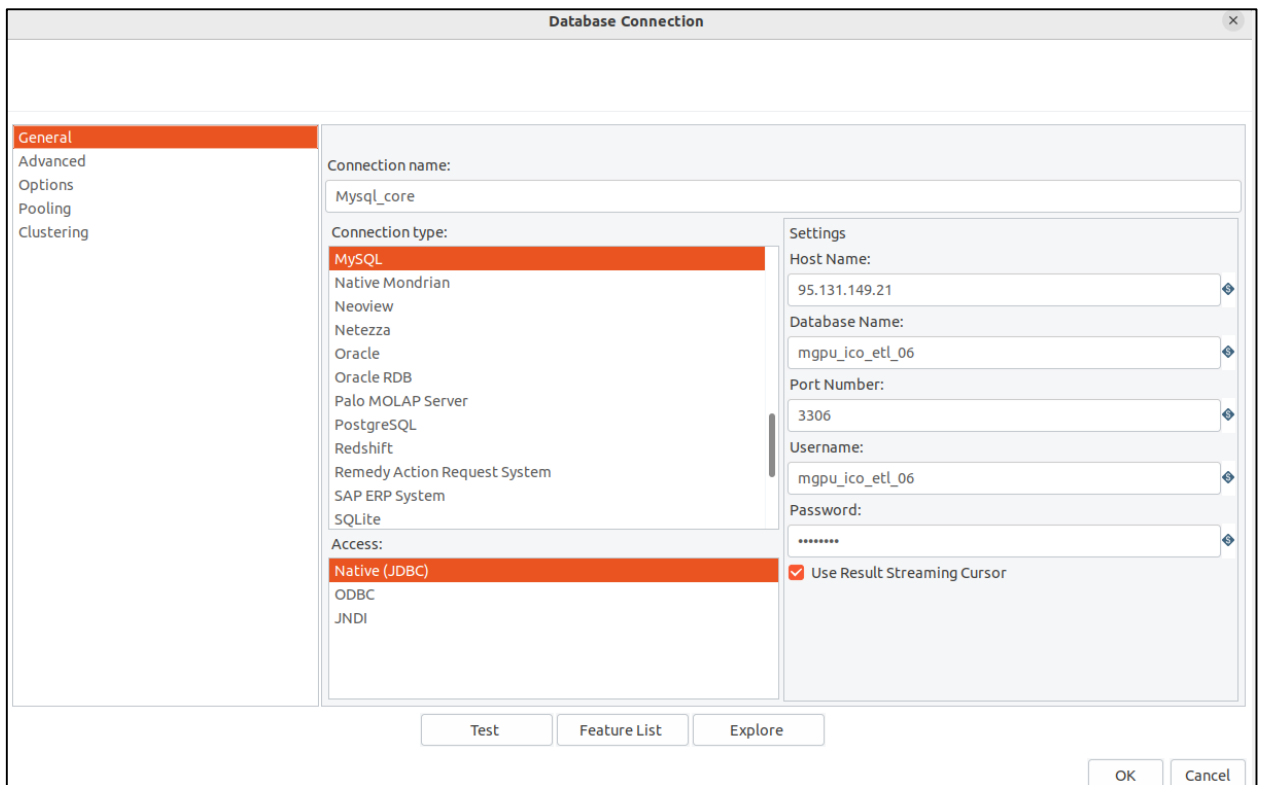 Database Connection
General
Advanced
Options
Pooling
Clustering
Connection name:
Mysql_core
Connection type:
MySQL
Native Mondrian
Neoview
Netezza
Oracle
Oracle RDB
Palo MOLAP Server
PostgreSQL
Redshift
Remedy Action Request System
SAP ERP System
SQLite
Access:
Native (JDBC)
ODBC
JNDI
Settings
Host Name:
95.131.149.21
Database Name:
mgpu_ico_etl_06
Port Number:
3306
Username:
mgpu_ico_etl_06
Password:
••••••••
Use Result Streaming Cursor
Test
Feature List
Explore
OK
Cancel